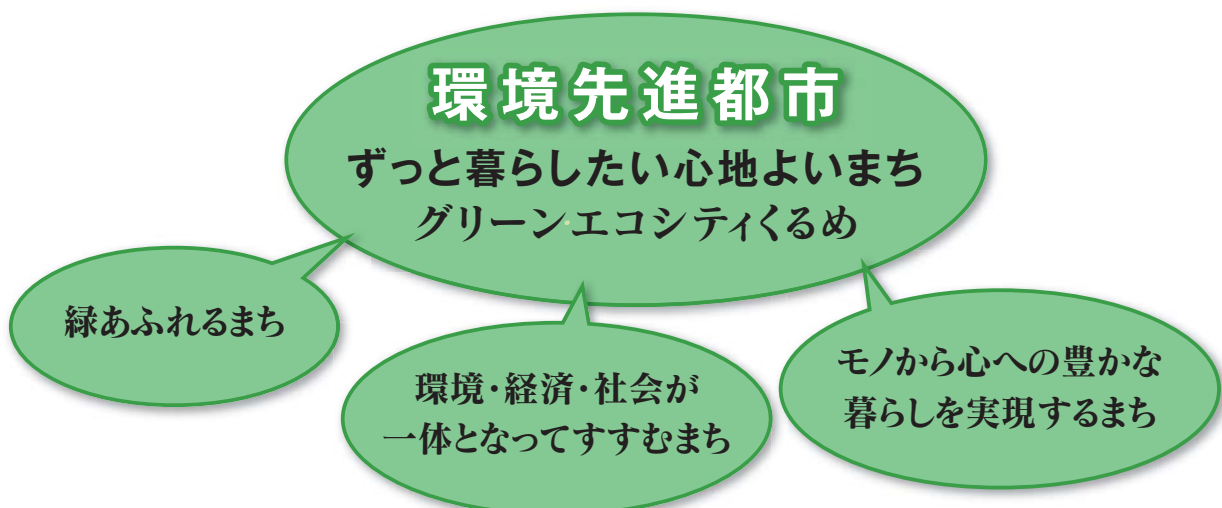 環境先進都市
ずっと暮らしたい心地よいまち
グリーンエコシティくるめ
緑あふれるまち
環境・経済・社会が
一体となってすすむまち
モノから心への豊かな
暮らしを実現するまち